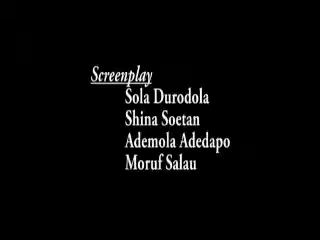 Screenplay
Sola Durodola
Shina Soetan
Ademola Adedapo
Moruf Salau